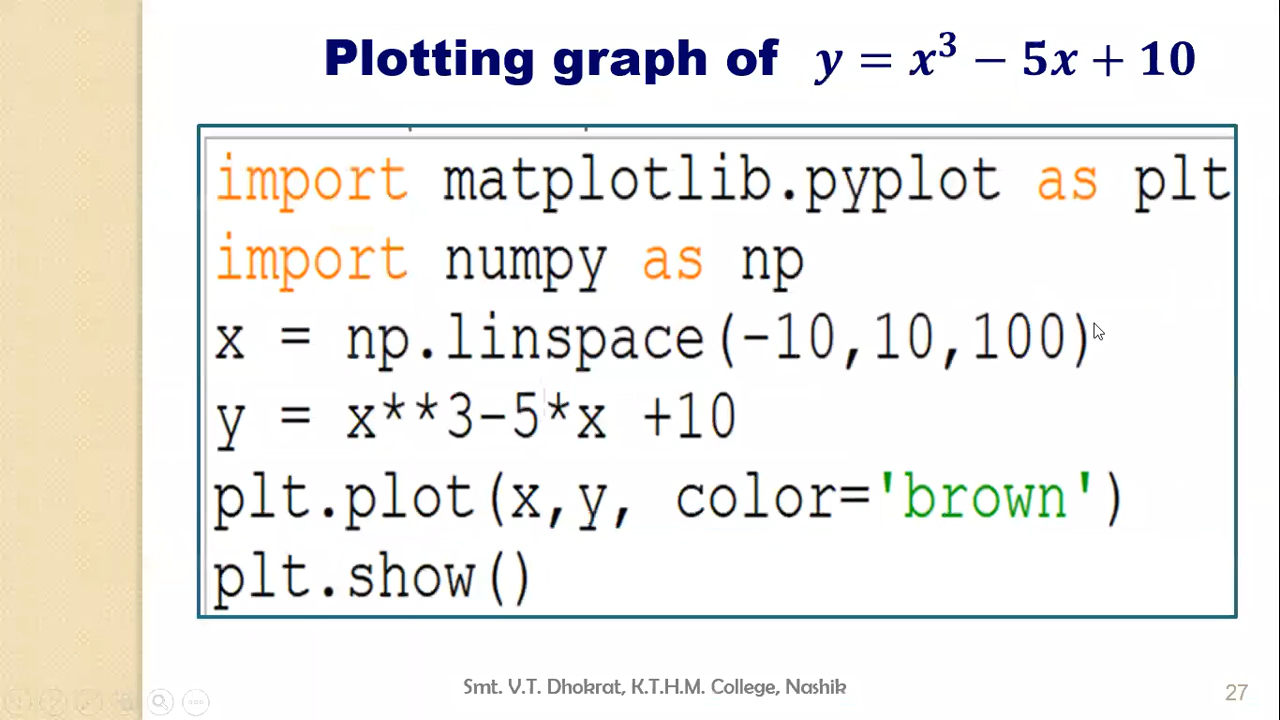 Plotting graph of y = x³ − 5x + 10
import matplotlib.pyplot as plt
import numpy as np
x = np.linspace(-10,10,100)
y = x**3-5*x +10
plt.plot(x,y, color='brown')
plt.show()
Smt. V.T. Dhokrat, K.T.H.M. College, Nashik
27